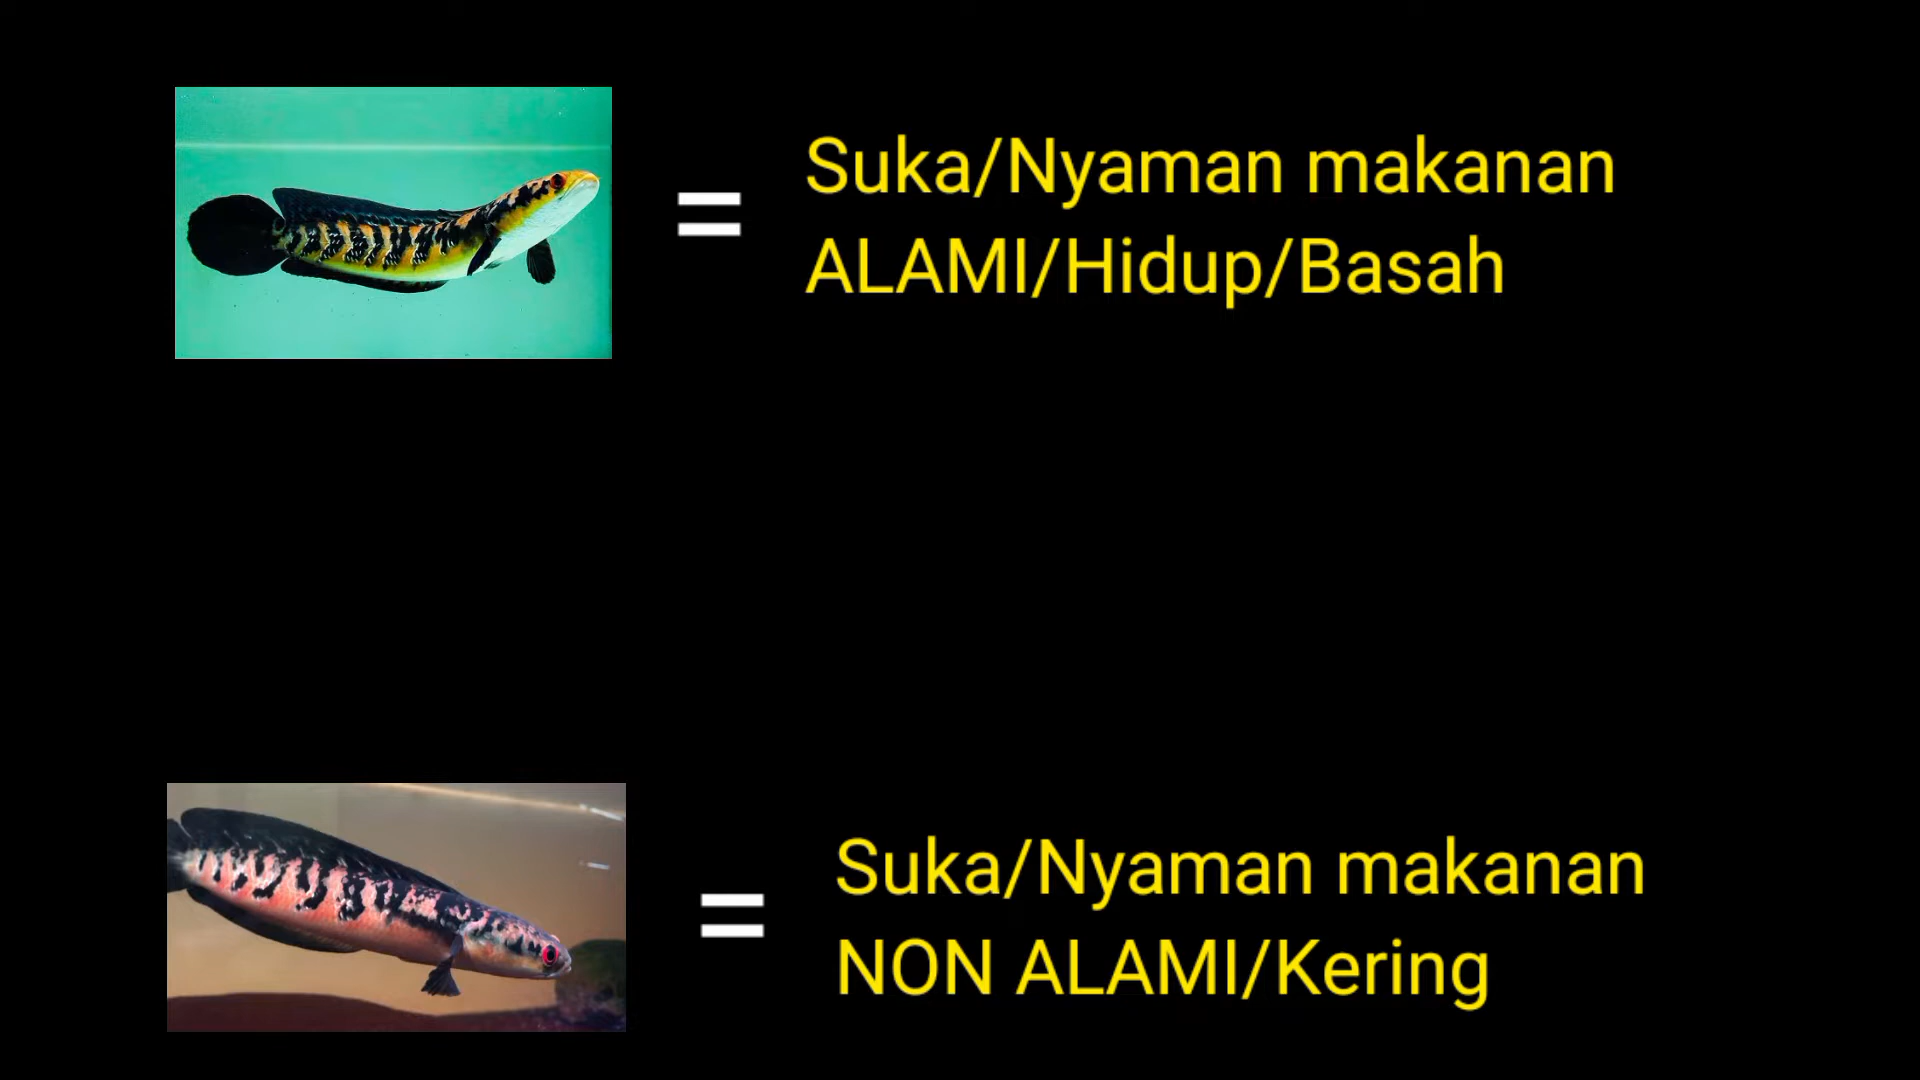 = Suka/Nyaman makanan
ALAMI/Hidup/Basah
= Suka/Nyaman makanan
NON ALAMI/Kering